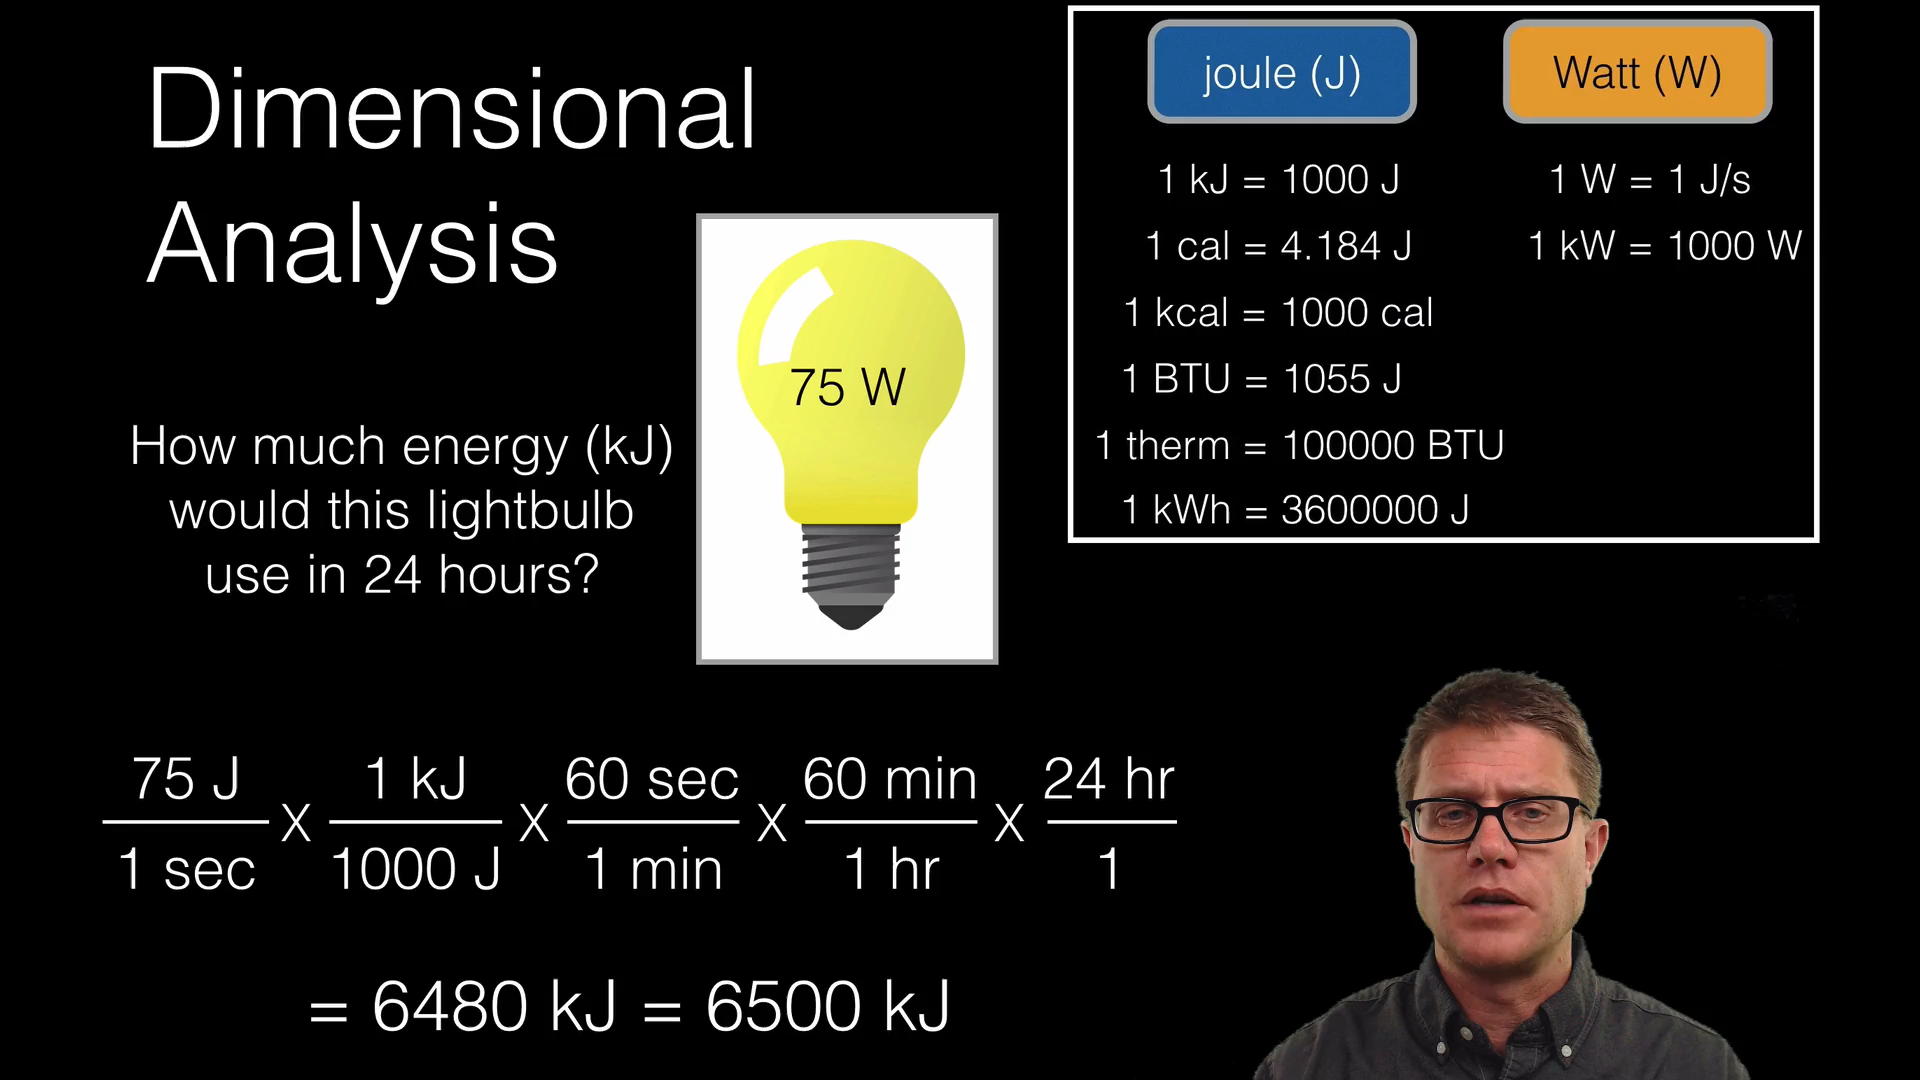 Dimensional
Analysis
How much energy (kJ)
would this lightbulb
use in 24 hours?
75 W
joule (J)
1 kJ = 1000 J
1 cal = 4.184 J
1 kcal = 1000 cal
1 BTU = 1055 J
1 therm = 100000 BTU
1 kWh = 3600000 J
Watt (W)
1 W = 1 J/s
1 kW = 1000 W
75 J X 1 kJ X 60 sec X 60 min X 24 hr
1 sec 1000 J 1 min 1 hr 1
= 6480 kJ = 6500 kJ